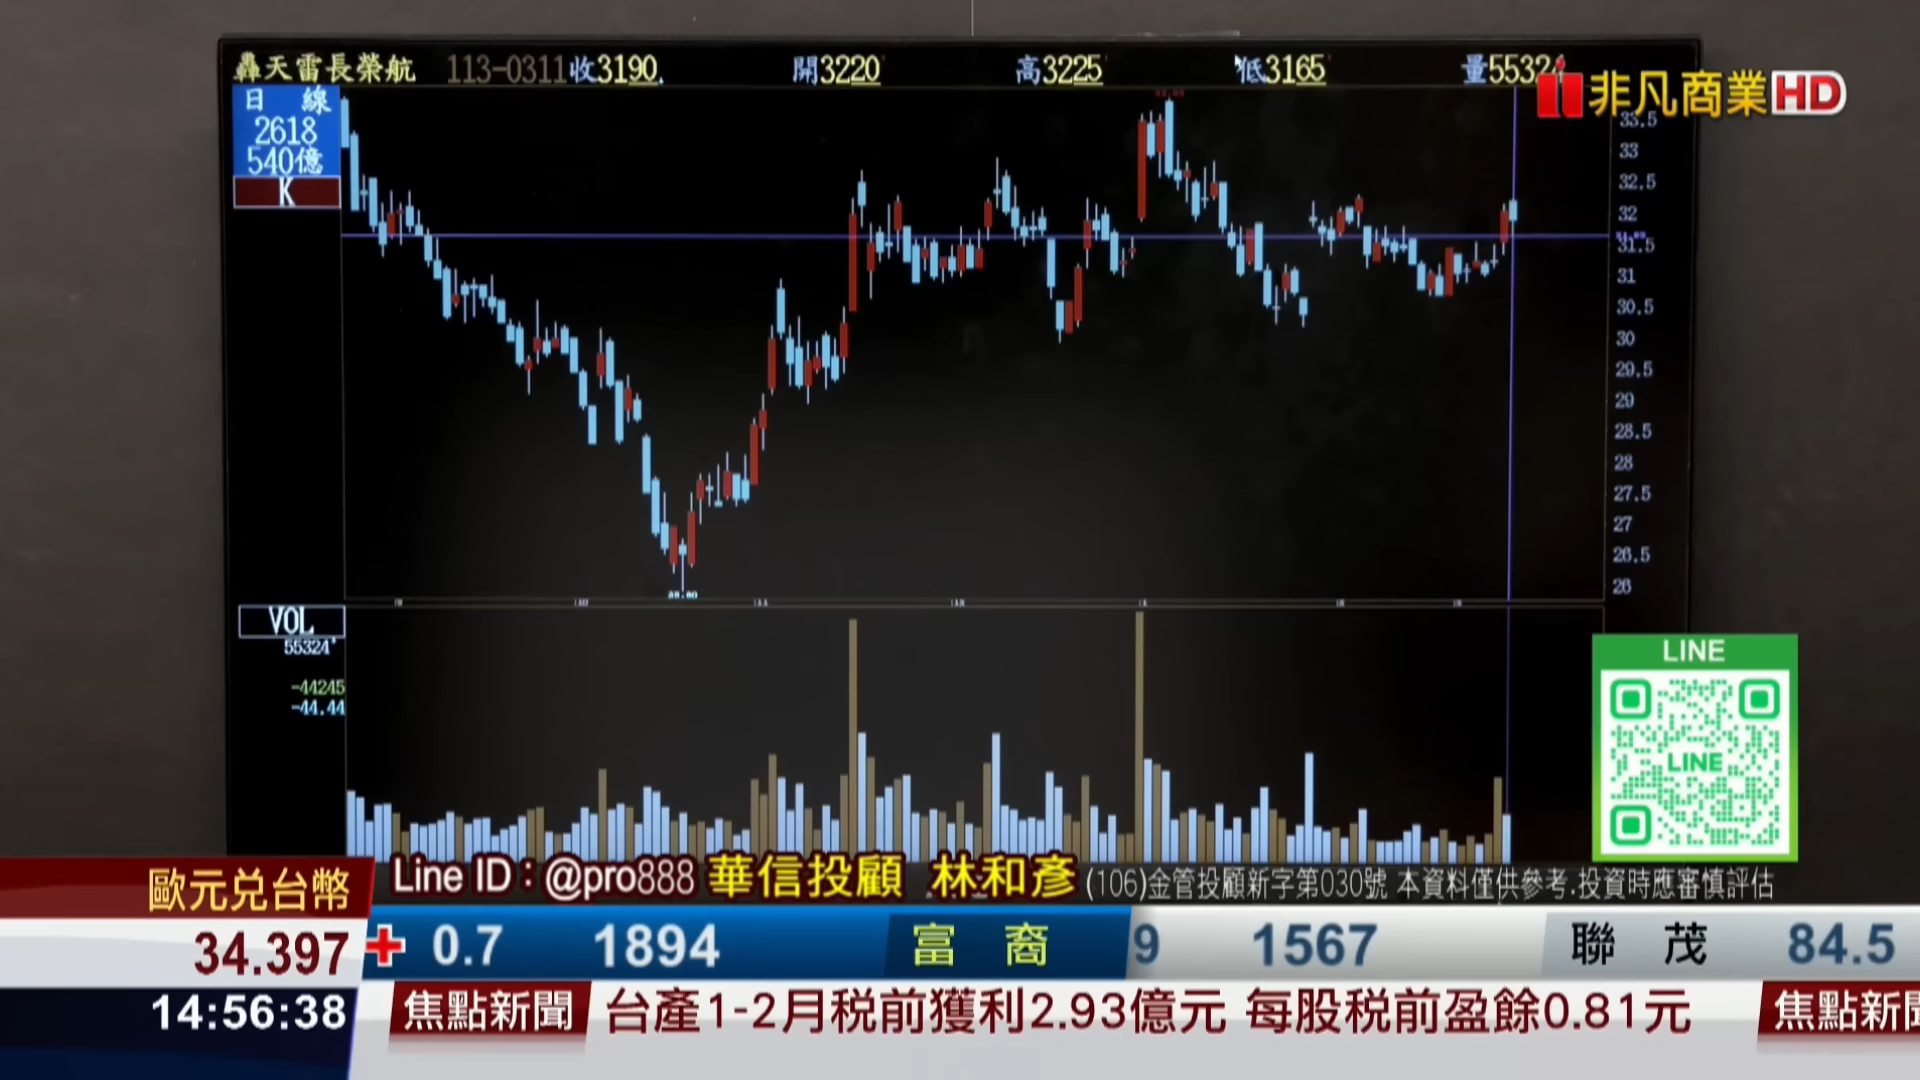 轟天雷長榮航 113-0311收3190. 開3220 高3225 低3165 量55324
非凡商業HD
日 線
2618
540億
K
33.5
33
32.5
32
31.5
31
30.5
30
29.5
29
28.5
28
27.5
27
26.5
26
VOL
55324
-44245
-44.44
LINE
LINE
Line ID : @pro888 華信投顧 林和彥 (106)金管投顧新字第030號 本資料僅供參考.投資時應審慎評估
歐元兌台幣
34.397
0.7 1894 富 裔 9 1567 聯 茂 84.5
14:56:38
焦點新聞 台產1-2月稅前獲利2.93億元 每股稅前盈餘0.81元 焦點新聞